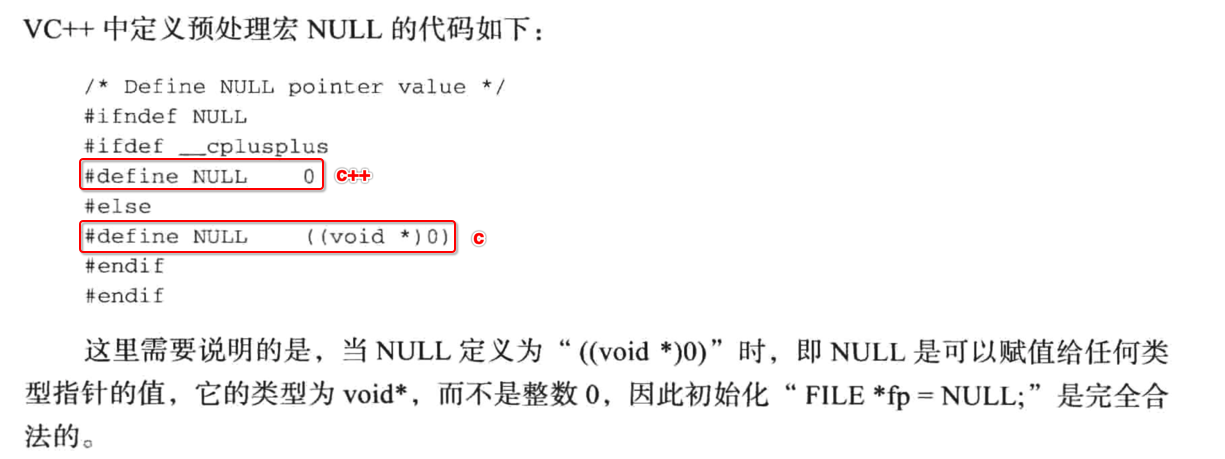 VC++ 中定义预处理宏 NULL 的代码如下：
/* Define NULL pointer value */
#ifndef NULL
#ifdef __cplusplus
#define NULL 0 c++
#else
#define NULL ((void *)0) c
#endif
#endif
这里需要说明的是，当 NULL 定义为“((void *)0)”时，即 NULL 是可以赋值给任何类
型指针的值，它的类型为 void*，而不是整数 0，因此初始化“FILE *fp = NULL;”是完全合
法的。